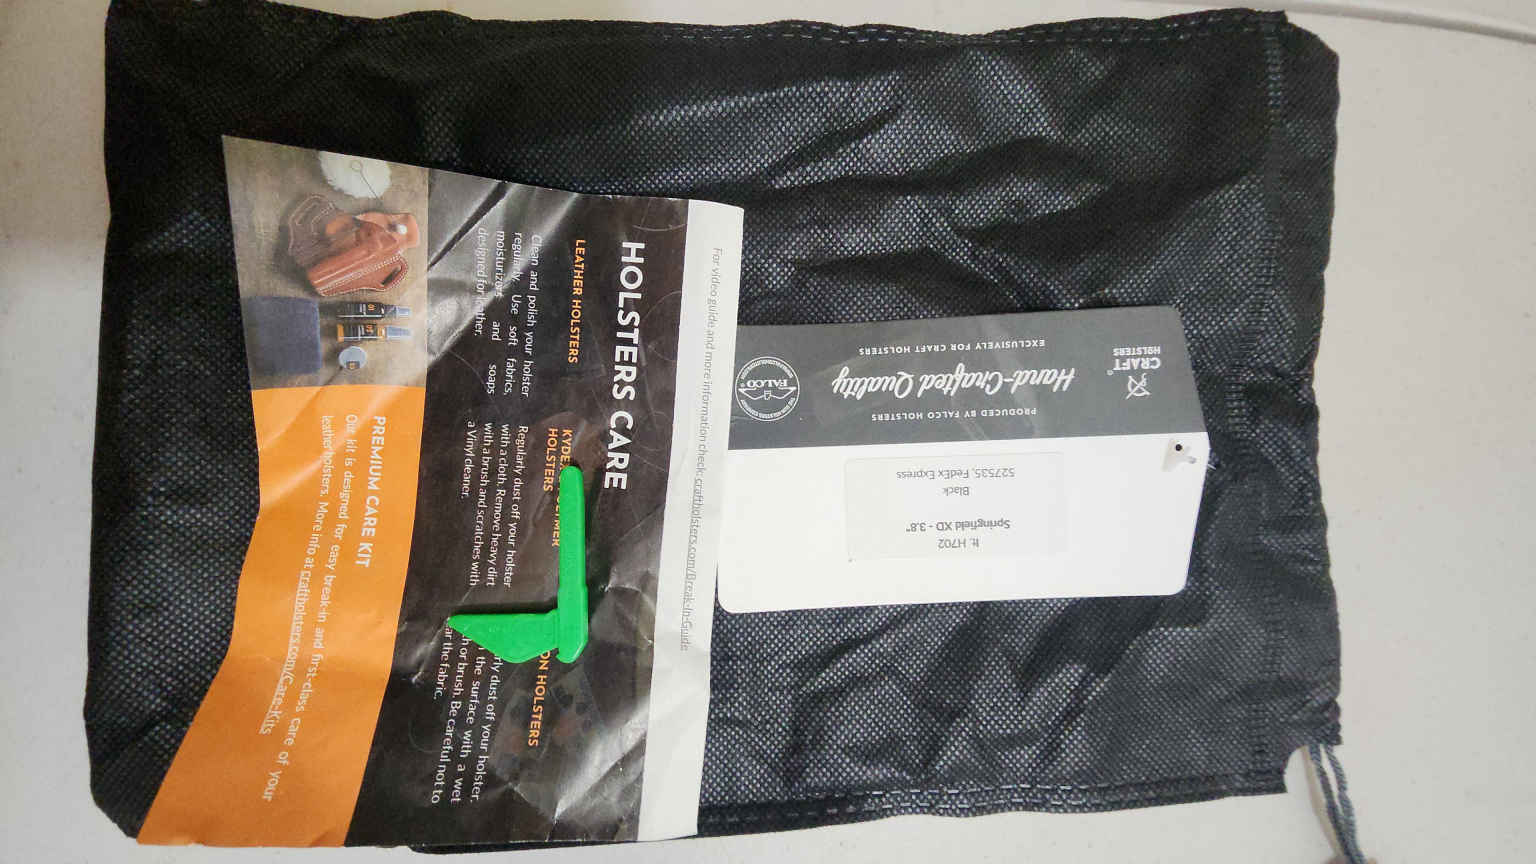 HOLSTERS CARE
LEATHER HOLSTERS
Clean and polish your holster
regularly. Use soft fabrics,
moisturizers and soaps
designed for leather.
HOLSTERS
Regularly dust off your holster
with a cloth. Remove heavy dirt
with a brush and scratches with
a Vinyl cleaner.
HOLSTERS
dust off your holster.
the surface with a wet
or brush. Be careful not to
the fabric.
For video guide and more information check: craftholsters.com/Break-In-Guide
PREMIUM CARE KIT
Our kit is designed for easy break-in and first-class care of your
leather holsters. More info at craftholsters.com/Care-Kits
CRAFT
HOLSTERS
PRODUCED BY FALCO HOLSTERS
Hand-Crafted Quality
EXCLUSIVELY FOR CRAFT HOLSTERS
FALCO
It. H702
Springfield XD - 3.8"
Black
527535, FedEx Express